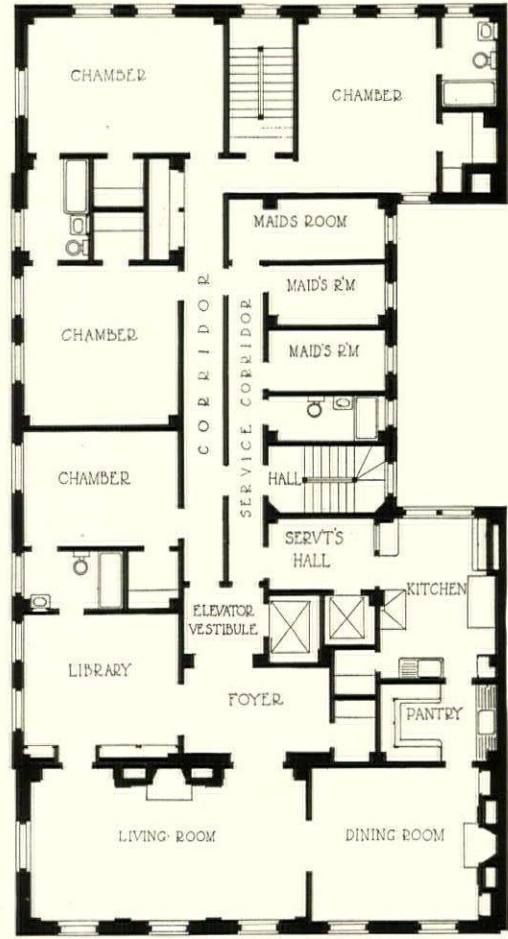 CHAMBER
CHAMBER
MAIDS ROOM
MAID'S R'M
CHAMBER
MAID'S R'M
CORRIDOR
SERVICE CORRIDOR
CHAMBER
HALL
SERV'T'S
HALL
KITCHEN
ELEVATOR
VESTIBULE
LIBRARY
FOYER
PANTRY
LIVING·ROOM
DINING ROOM